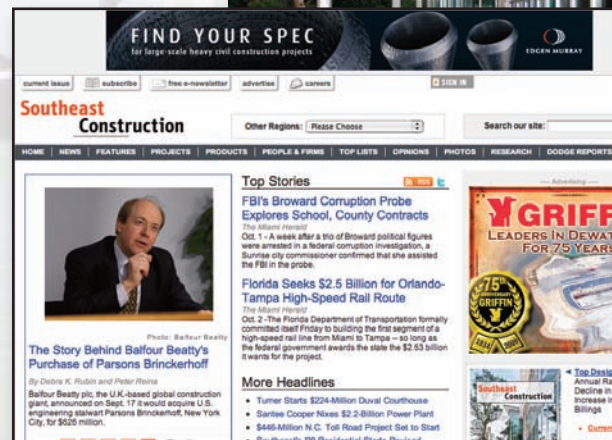 FIND YOUR SPEC
for large-scale heavy civil construction projects
EDGEN MURRAY
current issue
subscribe
free e-newsletter
advertise
careers
SIGN IN
Southeast
Construction
Other Regions: Please Choose
Search our site:
HOME | NEWS | FEATURES | PROJECTS | PRODUCTS | PEOPLE & FIRMS | TOP LISTS | OPINIONS | PHOTOS | RESEARCH | DODGE REPORTS
Photo: Balfour Beatty
The Story Behind Balfour Beatty's
Purchase of Parsons Brinckerhoff
By Debra K. Rubin and Peter Reina
Balfour Beatty plc, the U.K.-based global construction
giant, announced on Sept. 17 it would acquire U.S.
engineering stalwart Parsons Brinckerhoff, New York
City, for $626 million.
Top Stories
RSS
FBI's Broward Corruption Probe
Explores School, County Contracts
The Miami Herald
Oct. 1 - A week after a trio of Broward political figures
were arrested in a federal corruption investigation, a
Sunrise city commissioner confirmed that she assisted
the FBI in the probe.
Florida Seeks $2.5 Billion for Orlando-
Tampa High-Speed Rail Route
The Miami Herald
Oct. 2 -The Florida Department of Transportation formally
committed itself Friday to building the first segment of a
high-speed rail line from Miami to Tampa -- so long as
the federal government awards the state the $2.53 billion
it wants for the project.
More Headlines
• Turner Starts $224-Million Duval Courthouse
• Santee Cooper Nixes $2.2-Billion Power Plant
• $446-Million N.C. Toll Road Project Set to Start
---- Advertising ----
GRIFF
LEADERS IN DEWAT
FOR 75 YEARS
75th
ANNIVERSARY
GRIFFIN
1934 2009
Southeast
Construction
Top Desig
Annual Ra
Decline in
Increase i
Billings
• Curren